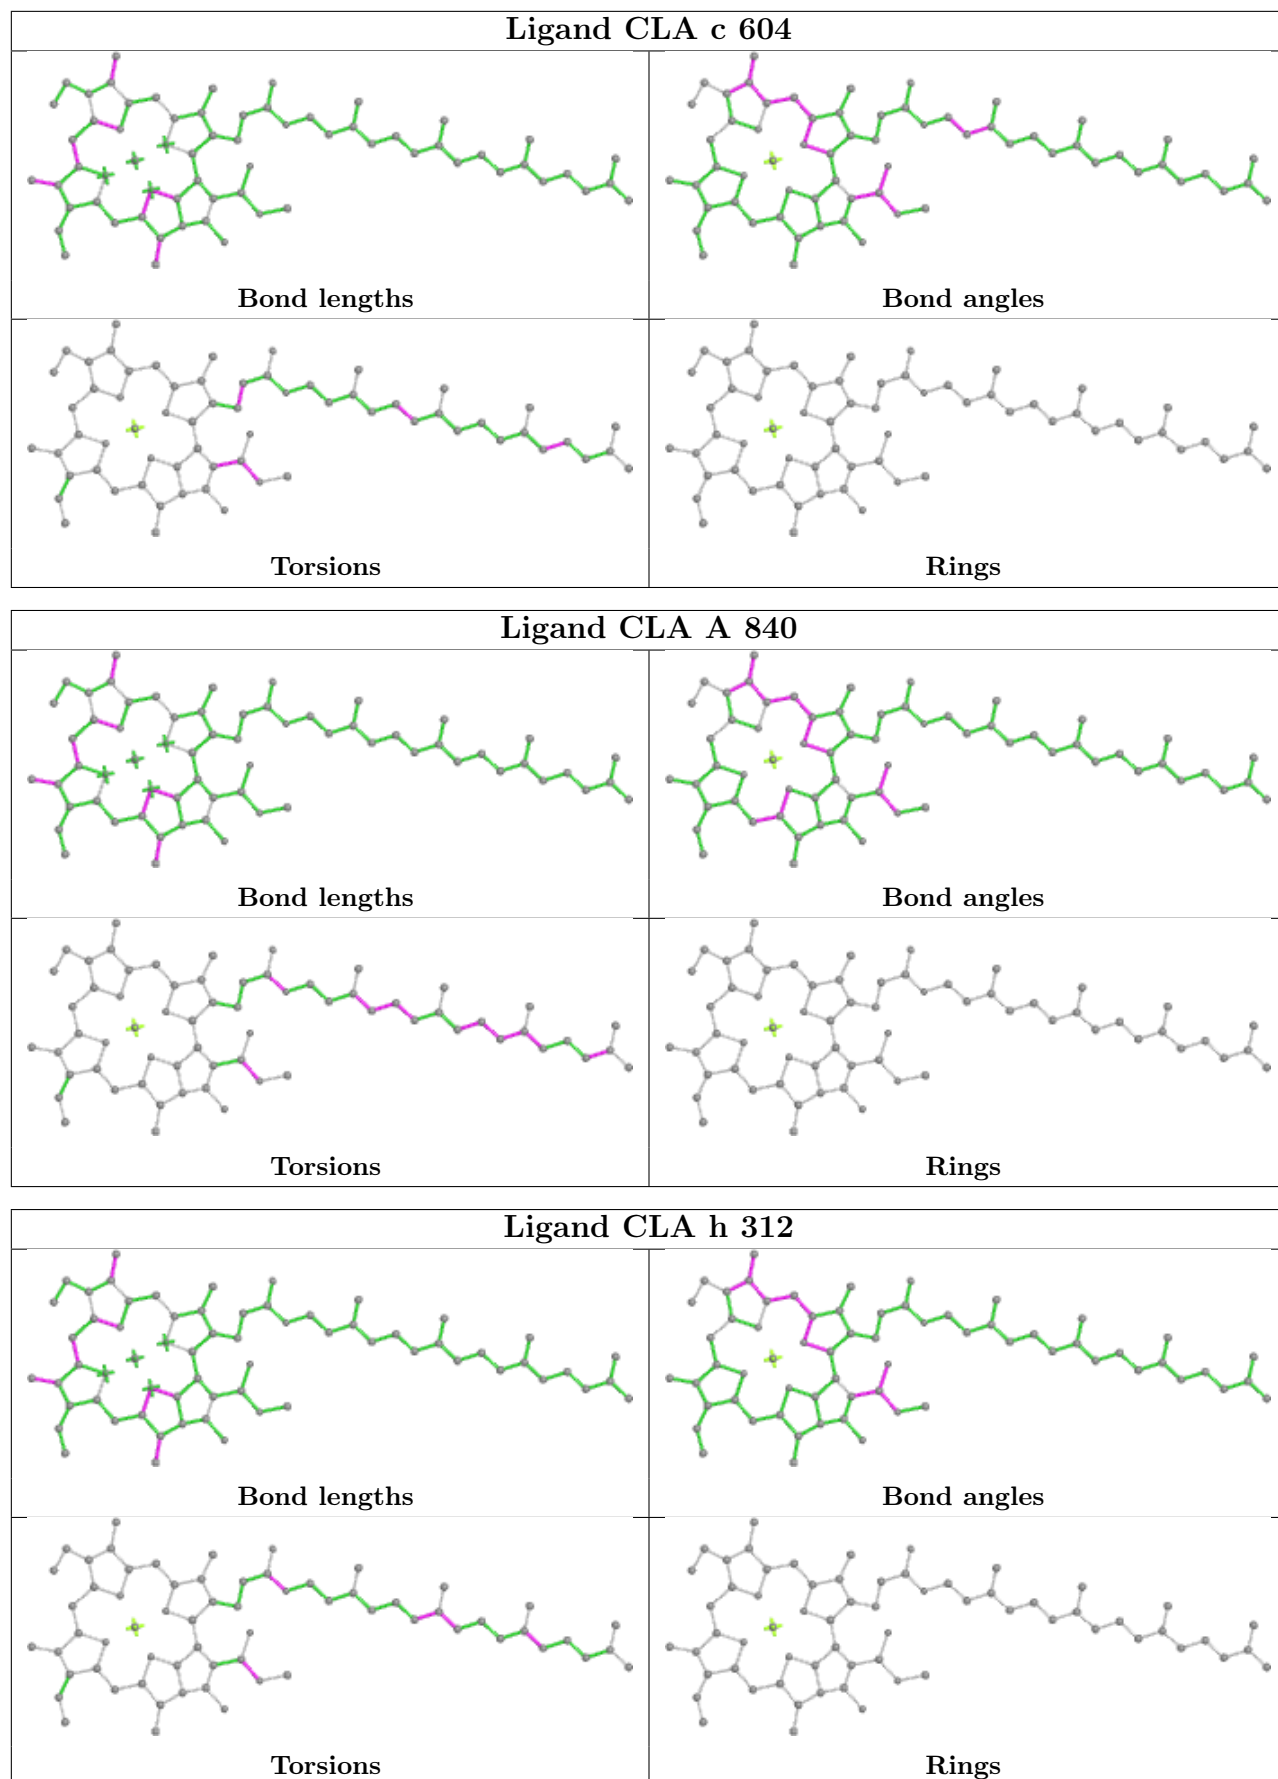 Ligand CLA c 604
Bond lengths
Bond angles
Torsions
Rings
Ligand CLA A 840
Bond lengths
Bond angles
Torsions
Rings
Ligand CLA h 312
Bond lengths
Bond angles
Torsions
Rings